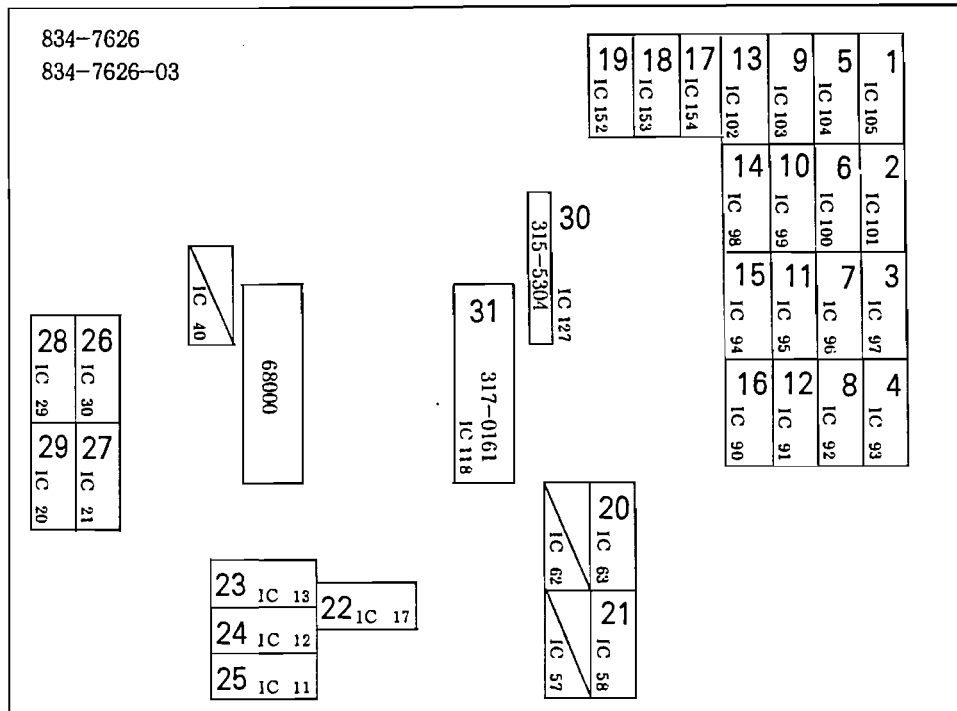 834-7626
834-7626-03
19 IC 152
18 IC 153
17 IC 154
13 IC 102
9 IC 103
5 IC 104
1 IC 105
14 IC 98
10 IC 99
6 IC 100
2 IC 101
15 IC 94
11 IC 95
7 IC 96
3 IC 97
16 IC 90
12 IC 91
8 IC 92
4 IC 93
30
315-5304
IC 127
IC 40
68000
31
317-0161
IC 118
28 IC 29
26 IC 30
29 IC 20
27 IC 21
IC 62
20 IC 63
IC 57
21 IC 58
23 IC 13
22 IC 17
24 IC 12
25 IC 11